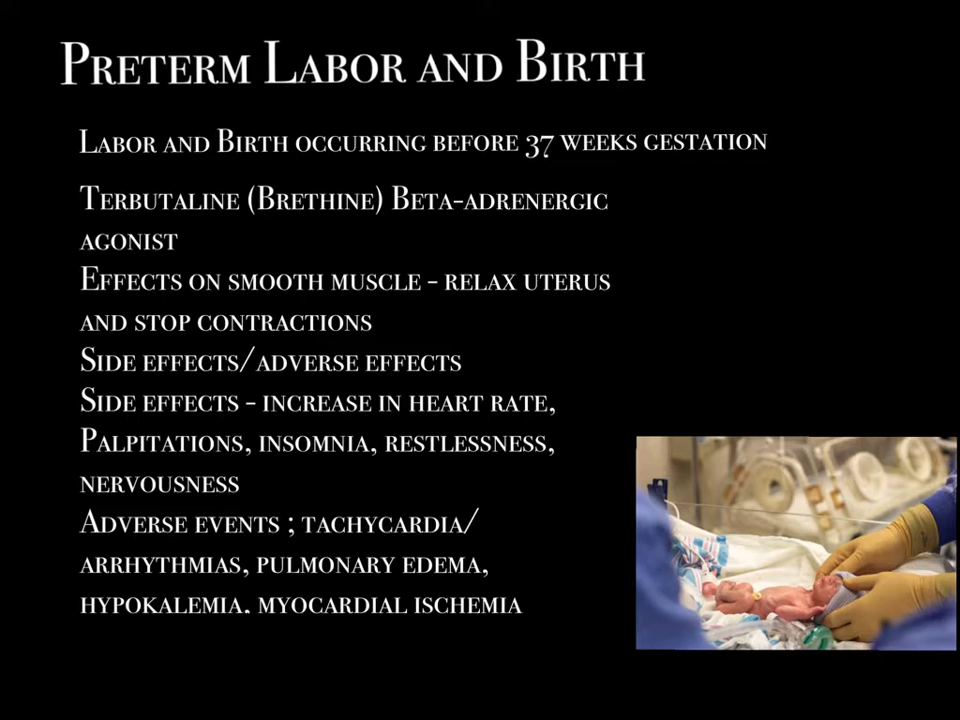 Preterm Labor and Birth
Labor and Birth occurring before 37 weeks gestation
Terbutaline (Brethine) Beta-adrenergic
agonist
Effects on smooth muscle - relax uterus
and stop contractions
Side effects/adverse effects
Side effects - increase in heart rate,
Palpitations, insomnia, restlessness,
nervousness
Adverse events ; tachycardia/
arrhythmias, pulmonary edema,
hypokalemia, myocardial ischemia